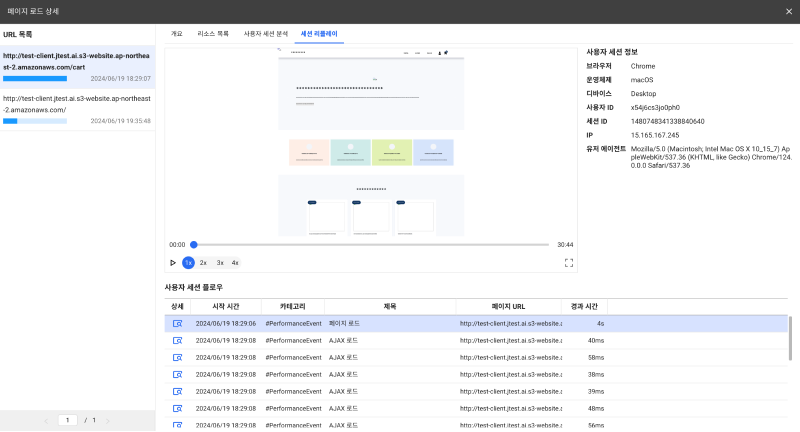 페이지 로드 상세
URL 목록
http://test-client.jtest.ai.s3-website.ap-northea
st-2.amazonaws.com/cart
2024/06/19 18:29:07
http://test-client.jtest.ai.s3-website.ap-northeast
-2.amazonaws.com/
2024/06/19 19:35:48
1 / 1
개요 리소스 목록 사용자 세션 분석 세션 리플레이
00:00 30:44
1x 2x 3x 4x
사용자 세션 정보
브라우저 Chrome
운영체제 macOS
디바이스 Desktop
사용자 ID x54j6cs3jo0ph0
세션 ID 1480748341338840640
IP 15.165.167.245
유저 에이전트 Mozilla/5.0 (Macintosh; Intel Mac OS X 10_15_7) Ap
pleWebKit/537.36 (KHTML, like Gecko) Chrome/124.
0.0.0 Safari/537.36
사용자 세션 플로우
상세 시작 시간 카테고리 제목 페이지 URL 경과 시간
2024/06/19 18:29:06 #PerformanceEvent 페이지 로드 http://test-client.jtest.ai.s3-website.a 4s
2024/06/19 18:29:08 #PerformanceEvent AJAX 로드 http://test-client.jtest.ai.s3-website.a 40ms
2024/06/19 18:29:08 #PerformanceEvent AJAX 로드 http://test-client.jtest.ai.s3-website.a 58ms
2024/06/19 18:29:08 #PerformanceEvent AJAX 로드 http://test-client.jtest.ai.s3-website.a 38ms
2024/06/19 18:29:08 #PerformanceEvent AJAX 로드 http://test-client.jtest.ai.s3-website.a 39ms
2024/06/19 18:29:08 #PerformanceEvent AJAX 로드 http://test-client.jtest.ai.s3-website.a 48ms
2024/06/19 18:29:08 #PerformanceEvent AJAX 로드 http://test-client.jtest.ai.s3-website.a 56ms